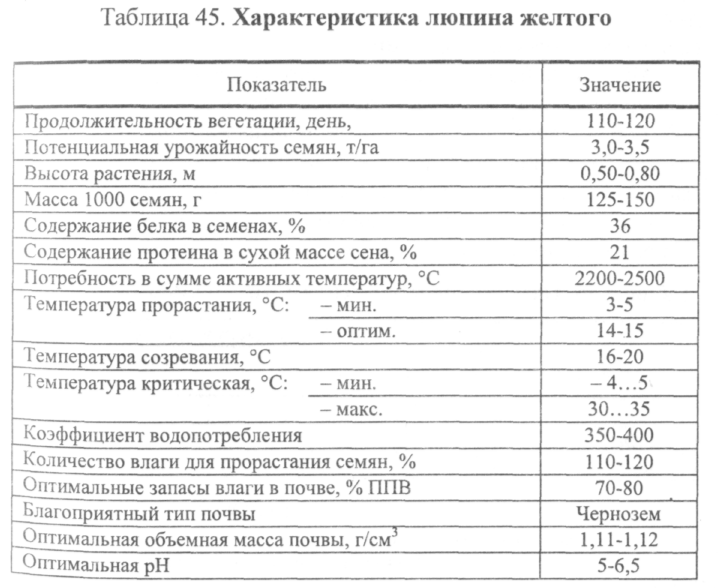 Таблица 45. Характеристика люпина желтого
Показатель Значение
Продолжительность вегетации, день, 110-120
Потенциальная урожайность семян, т/га 3,0-3,5
Высота растения, м 0,50-0,80
Масса 1000 семян, г 125-150
Содержание белка в семенах, % 36
Содержание протеина в сухой массе сена, % 21
Потребность в сумме активных температур, °С 2200-2500
Температура прорастания, °С: – мин. 3-5
– оптим. 14-15
Температура созревания, °С 16-20
Температура критическая, °С: – мин. – 4...5
– макс. 30...35
Коэффициент водопотребления 350-400
Количество влаги для прорастания семян, % 110-120
Оптимальные запасы влаги в почве, % ППВ 70-80
Благоприятный тип почвы Чернозем
Оптимальная объемная масса почвы, г/см³ 1,11-1,12
Оптимальная рН 5-6,5